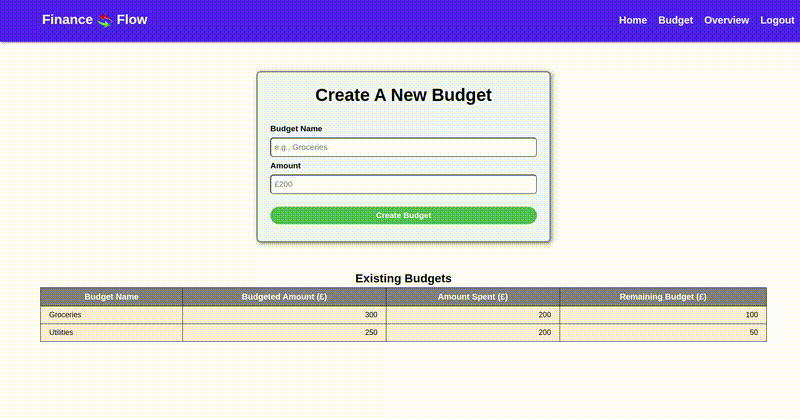 Finance Flow Home Budget Overview Logout
Create A New Budget
Budget Name
e.g., Groceries
Amount
£200
Create Budget
Existing Budgets
Budget Name Budgeted Amount (£) Amount Spent (£) Remaining Budget (£)
Groceries 300 200 100
Utilities 250 200 50